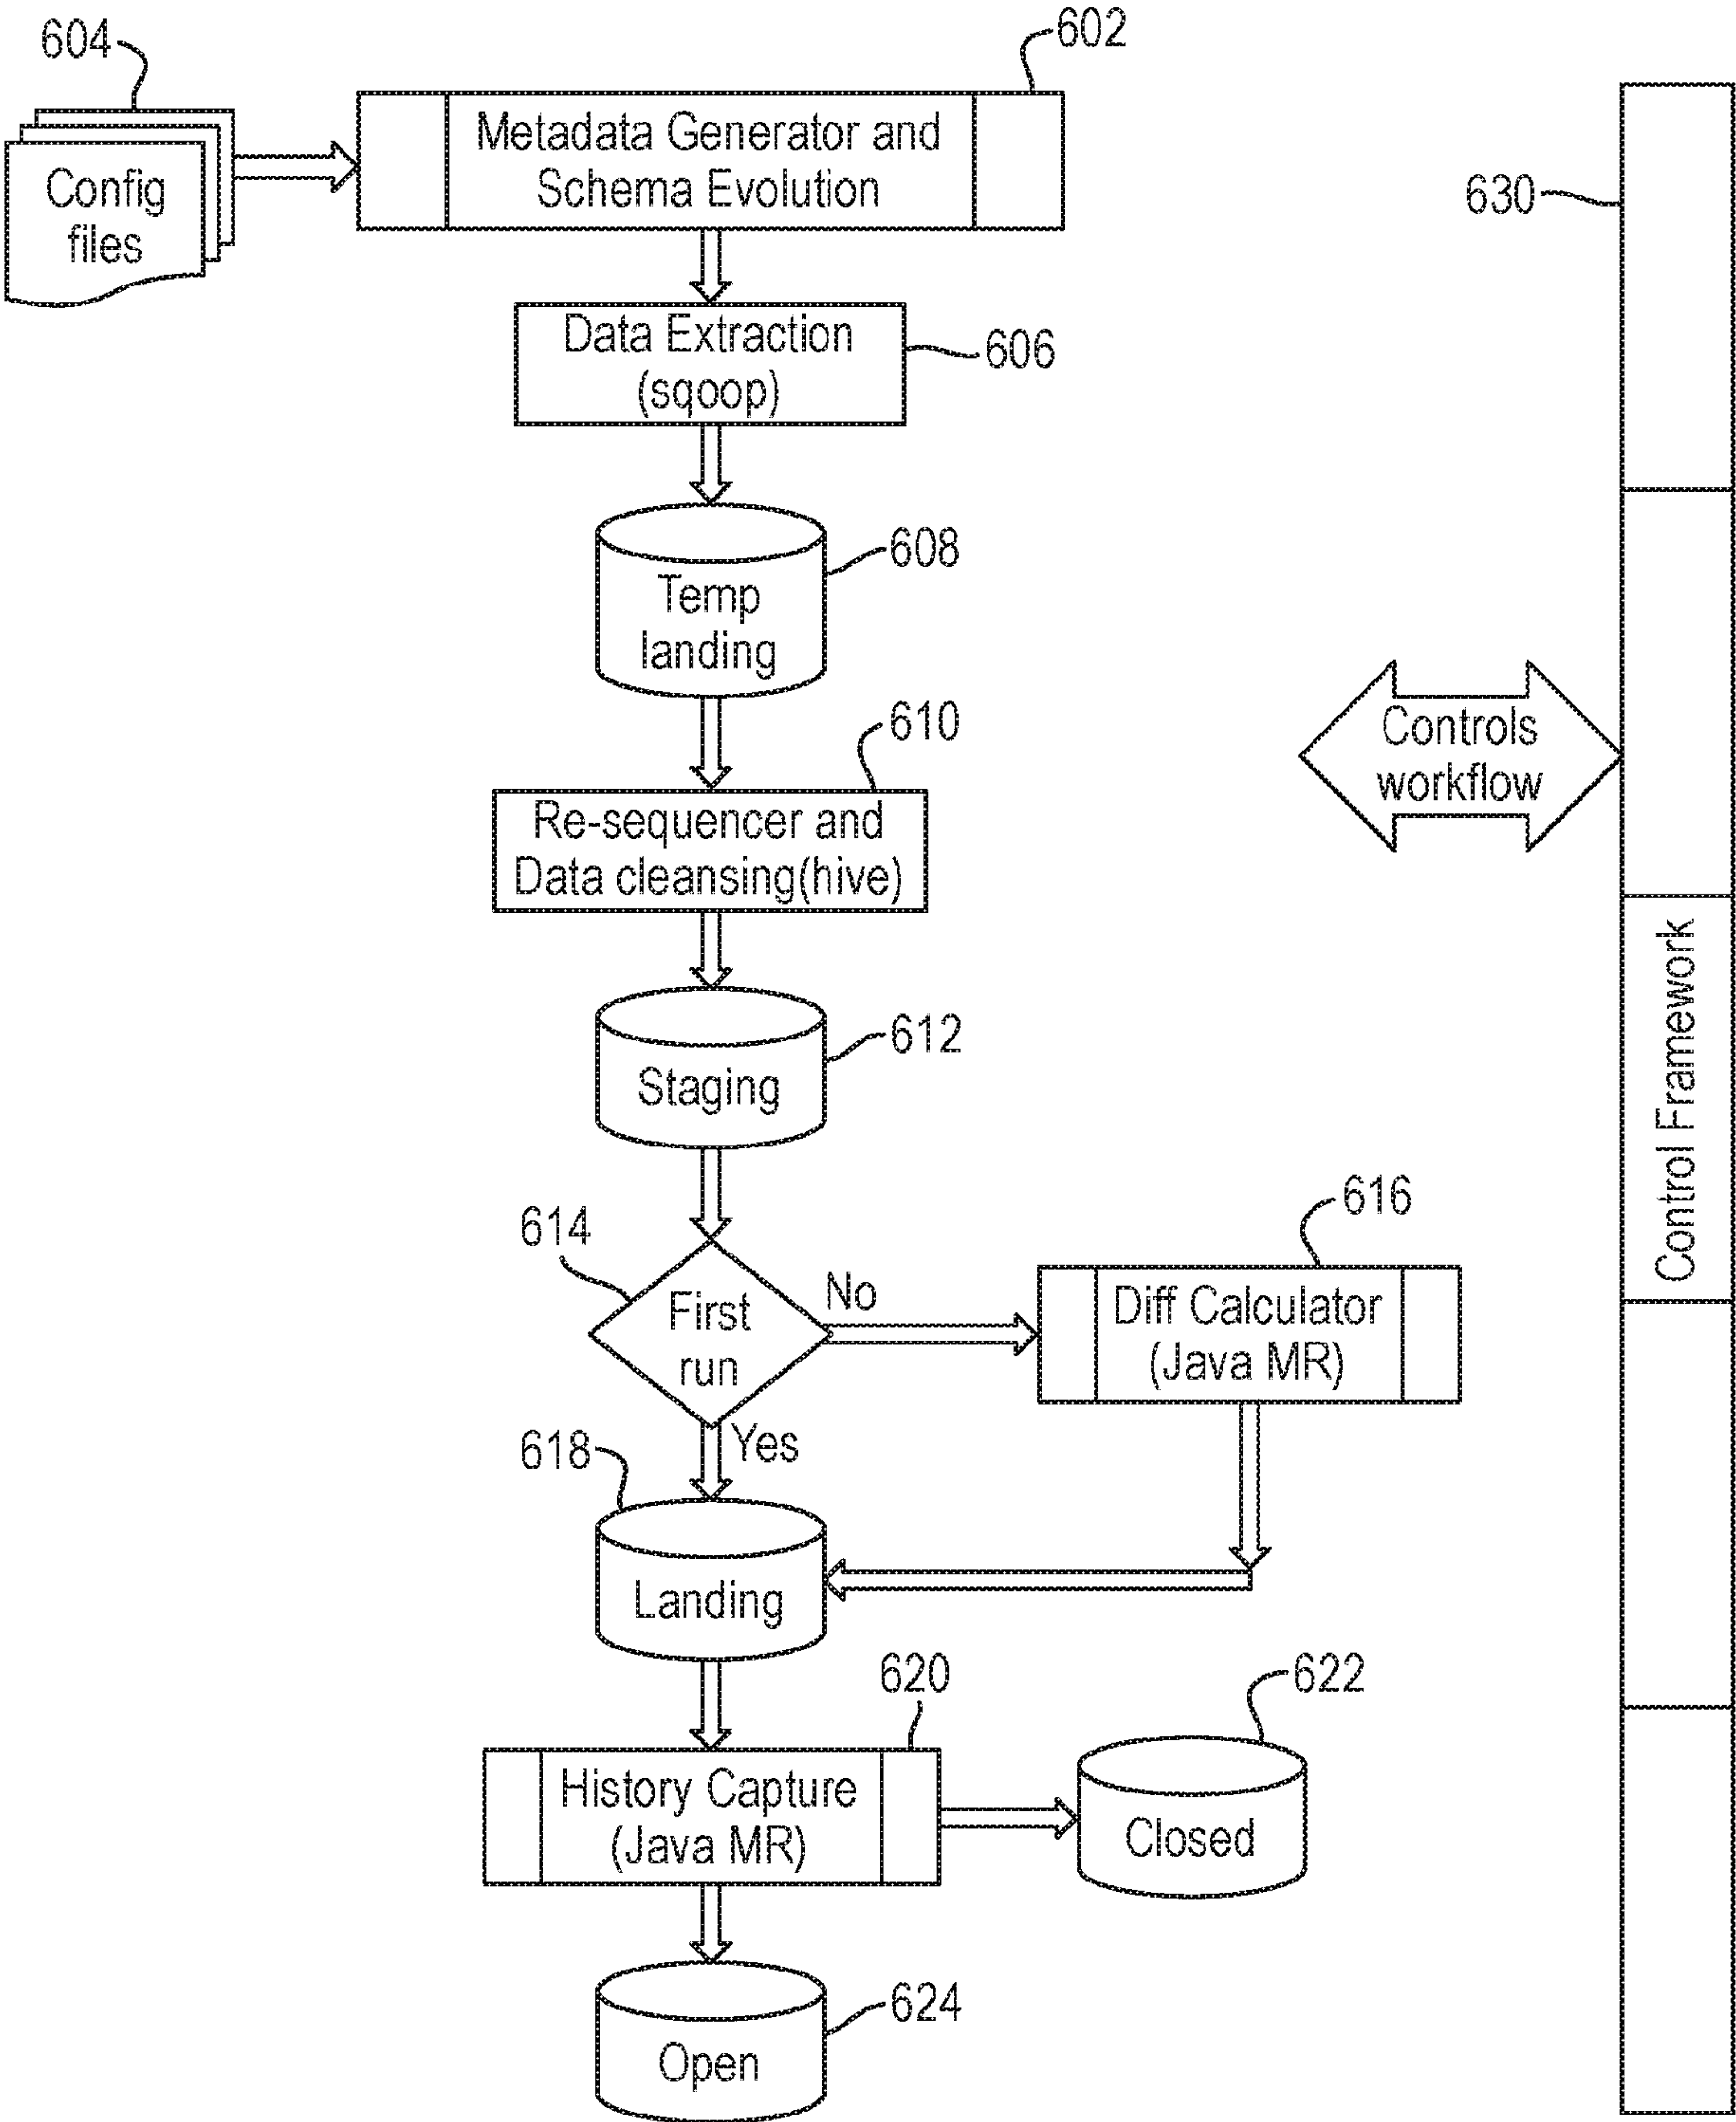 604
602
Config
files
Metadata Generator and
Schema Evolution
630
Data Extraction
(sqoop)
606
608
Temp
landing
610
Controls
workflow
Re-sequencer and
Data cleansing(hive)
612
Staging
Control Framework
614
616
First
run
No
Diff Calculator
(Java MR)
Yes
618
Landing
620
622
History Capture
(Java MR)
Closed
624
Open